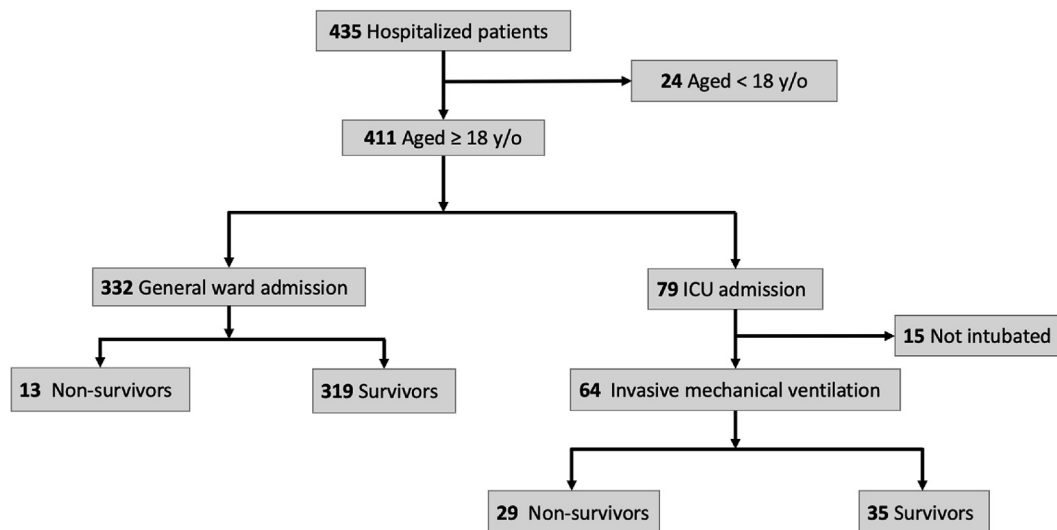 435 Hospitalized patients
24 Aged < 18 y/o
411 Aged ≥ 18 y/o
332 General ward admission
79 ICU admission
15 Not intubated
13 Non-survivors
319 Survivors
64 Invasive mechanical ventilation
29 Non-survivors
35 Survivors